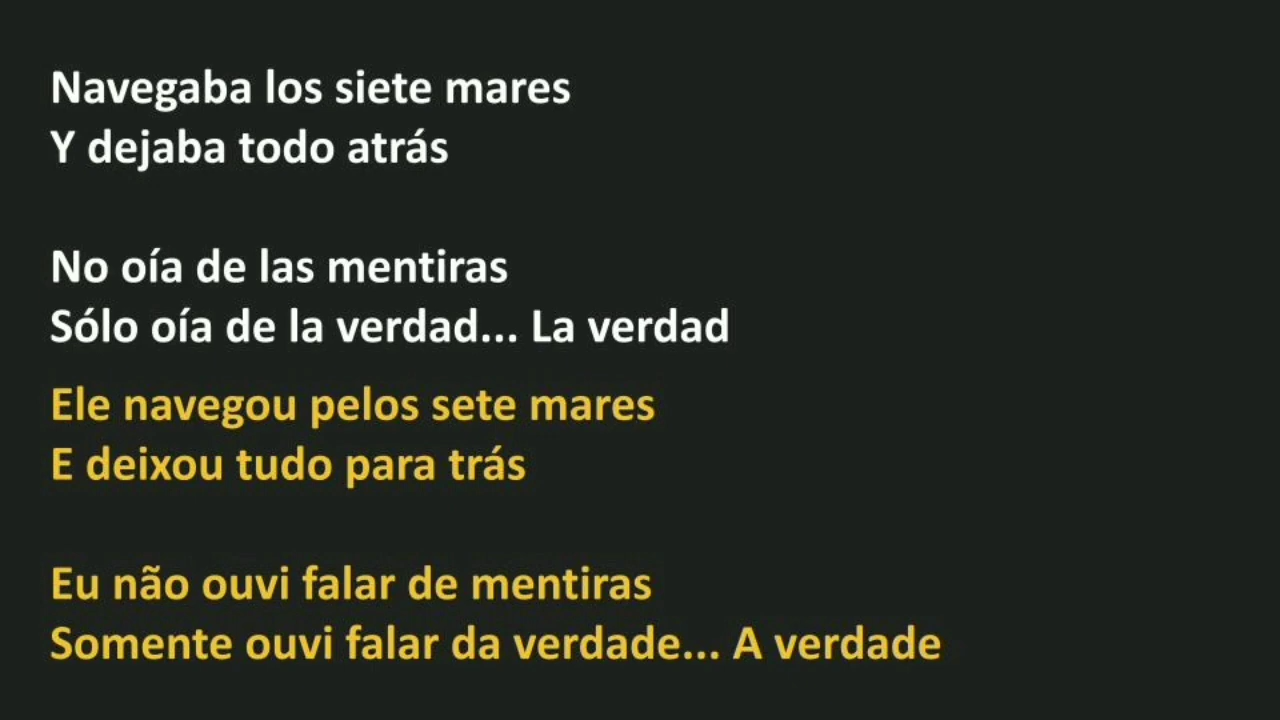 Navegaba los siete mares
Y dejaba todo atrás
No oía de las mentiras
Sólo oía de la verdad... La verdad
Ele navegou pelos sete mares
E deixou tudo para trás
Eu não ouvi falar de mentiras
Somente ouvi falar da verdade... A verdade